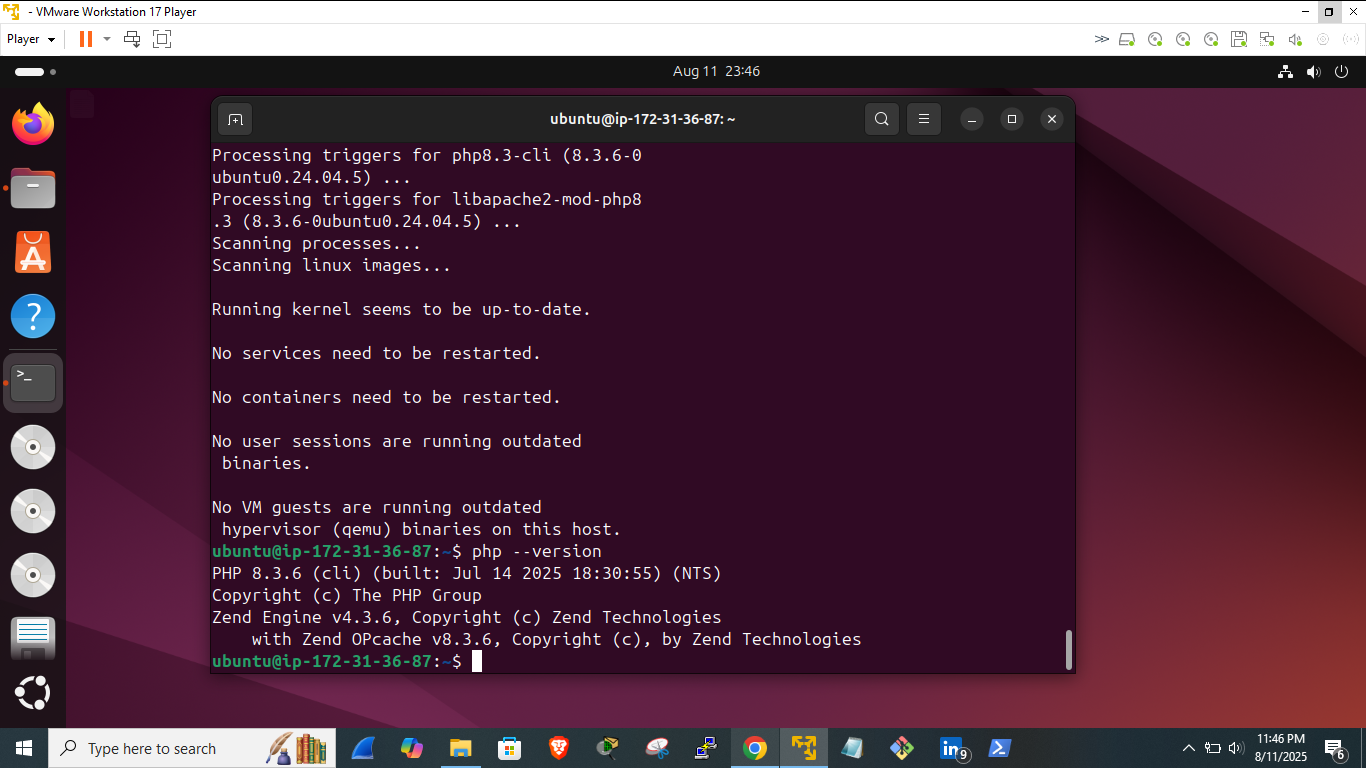 - VMware Workstation 17 Player
Player
Aug 11 23:46
ubuntu@ip-172-31-36-87: ~
Processing triggers for php8.3-cli (8.3.6-0
ubuntu0.24.04.5) ...
Processing triggers for libapache2-mod-php8
.3 (8.3.6-0ubuntu0.24.04.5) ...
Scanning processes...
Scanning linux images...
Running kernel seems to be up-to-date.
No services need to be restarted.
No containers need to be restarted.
No user sessions are running outdated
 binaries.
No VM guests are running outdated
 hypervisor (qemu) binaries on this host.
ubuntu@ip-172-31-36-87:~$ php --version
PHP 8.3.6 (cli) (built: Jul 14 2025 18:30:55) (NTS)
Copyright (c) The PHP Group
Zend Engine v4.3.6, Copyright (c) Zend Technologies
    with Zend OPcache v8.3.6, Copyright (c), by Zend Technologies
ubuntu@ip-172-31-36-87:~$
Type here to search
in 9
11:46 PM
8/11/2025
6